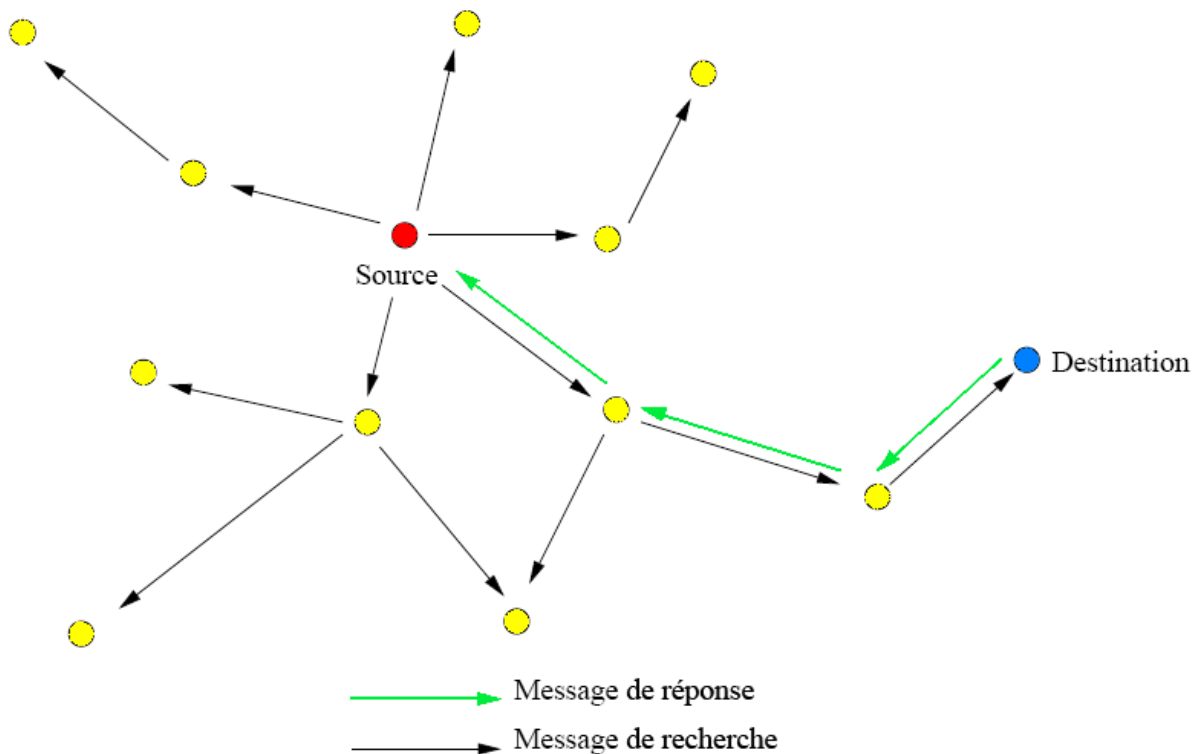 Source
Destination
Message de réponse
Message de recherche